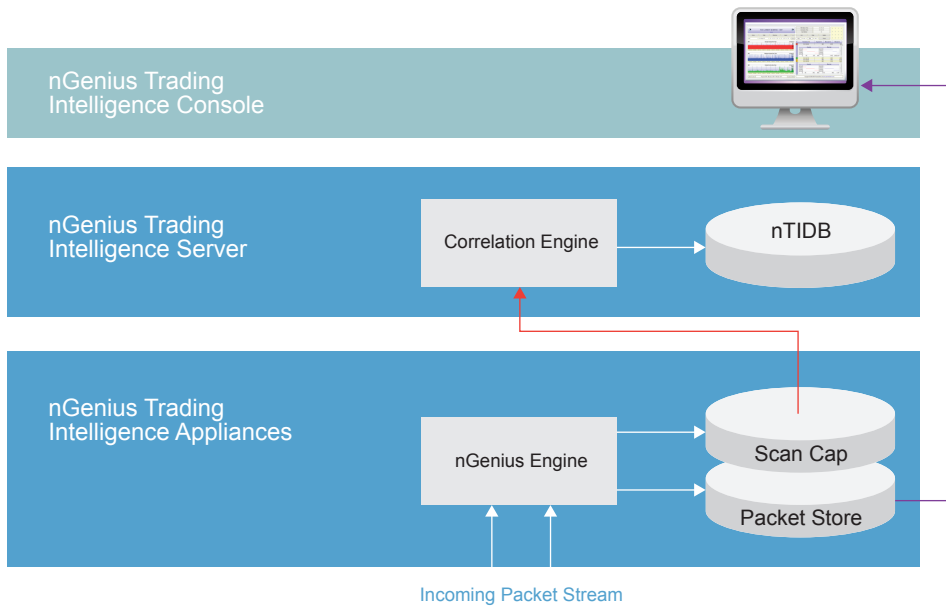 nGenius Trading
Intelligence Console
nGenius Trading
Intelligence Server
Correlation Engine
nTIDB
nGenius Trading
Intelligence Appliances
nGenius Engine
Scan Cap
Packet Store
Incoming Packet Stream